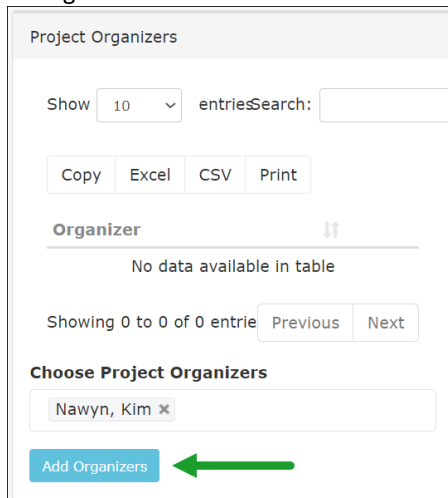 Project Organizers
Show 10 entries Search:
Copy Excel CSV Print
Organizer
No data available in table
Showing 0 to 0 of 0 entrie Previous Next
Choose Project Organizers
Nawyn, Kim ×
Add Organizers